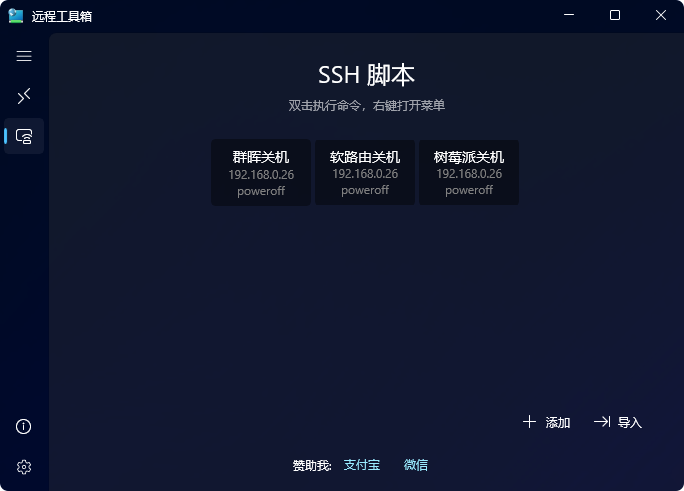 远程工具箱
SSH 脚本
双击执行命令，右键打开菜单
群晖关机
192.168.0.26
poweroff
软路由关机
192.168.0.26
poweroff
树莓派关机
192.168.0.26
poweroff
添加
导入
赞助我: 支付宝 微信